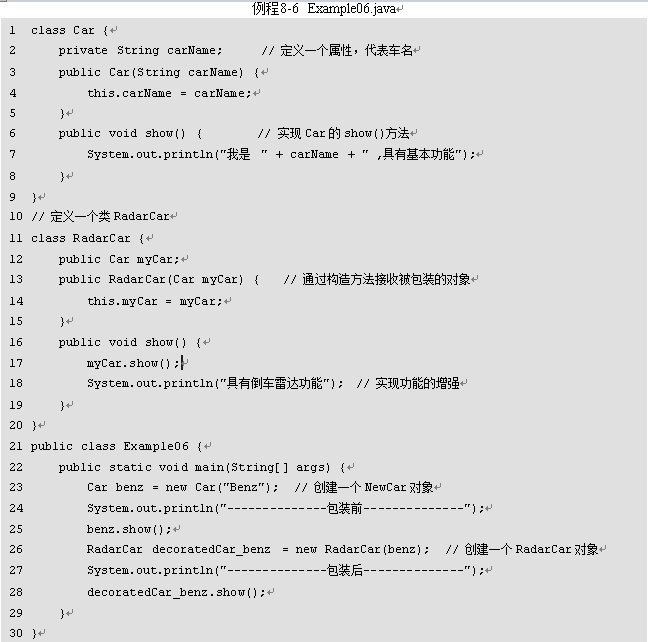 例程8-6  Example06.java
1 class Car {
2     private String carName;     // 定义一个属性，代表车名
3     public Car(String carName) {
4         this.carName = carName;
5     }
6     public void show() {        // 实现 Car 的 show()方法
7         System.out.println("我是 " + carName + " ,具有基本功能");
8     }
9 }
10 // 定义一个类 RadarCar
11 class RadarCar {
12     public Car myCar;
13     public RadarCar(Car myCar) {   // 通过构造方法接收被包装的对象
14         this.myCar = myCar;
15     }
16     public void show() {
17         myCar.show();
18         System.out.println("具有倒车雷达功能");  // 实现功能的增强
19     }
20 }
21 public class Example06 {
22     public static void main(String[] args) {
23         Car benz = new Car("Benz");  // 创建一个 NewCar 对象
24         System.out.println("--------------包装前--------------");
25         benz.show();
26         RadarCar decoratedCar_benz = new RadarCar(benz);  // 创建一个 RadarCar 对象
27         System.out.println("--------------包装后--------------");
28         decoratedCar_benz.show();
29     }
30 }